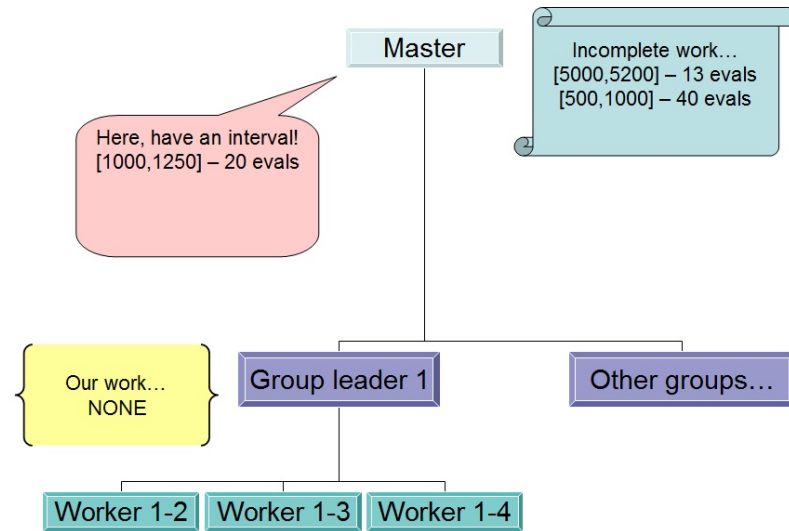 Master
Incomplete work…
[5000,5200] – 13 evals
[500,1000] – 40 evals
Here, have an interval!
[1000,1250] – 20 evals
Our work…
NONE
Group leader 1
Other groups…
Worker 1-2
Worker 1-3
Worker 1-4